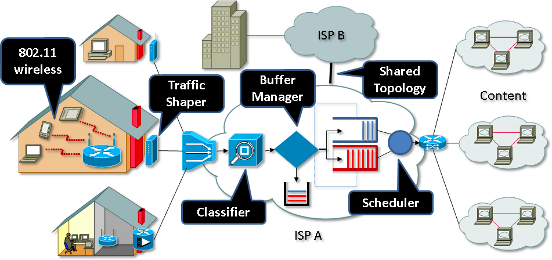 802.11
wireless
Traffic
Shaper
Buffer
Manager
ISP B
Shared
Topology
Content
Classifier
Scheduler
ISP A